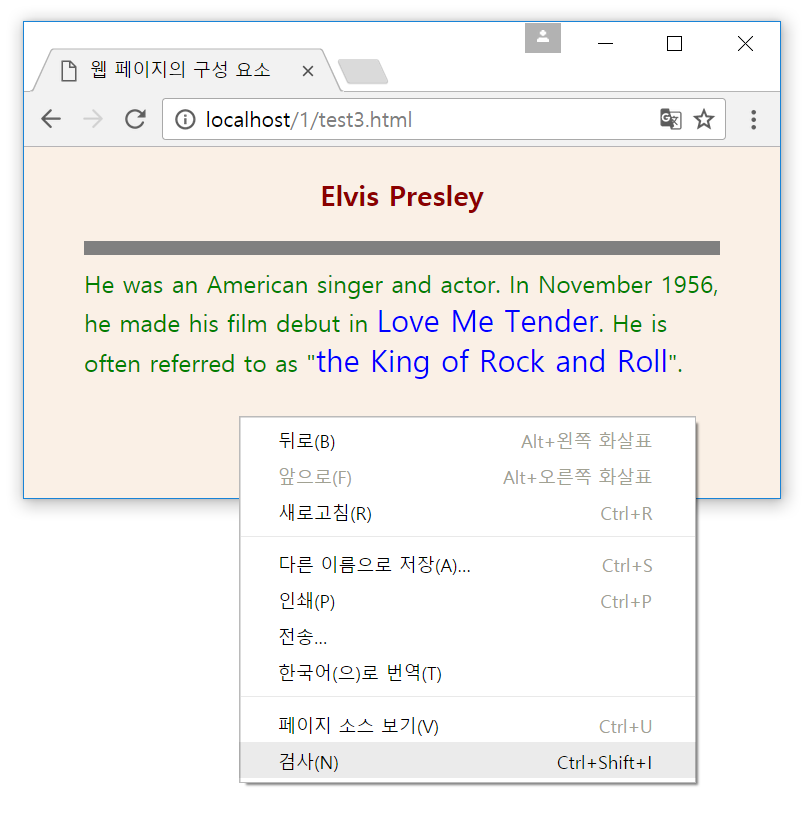 웹 페이지의 구성 요소
localhost/1/test3.html
Elvis Presley
He was an American singer and actor. In November 1956,
he made his film debut in Love Me Tender. He is
often referred to as "the King of Rock and Roll".
뒤로(B) Alt+왼쪽 화살표
앞으로(F) Alt+오른쪽 화살표
새로고침(R) Ctrl+R
다른 이름으로 저장(A)... Ctrl+S
인쇄(P) Ctrl+P
전송...
한국어(으)로 번역(T)
페이지 소스 보기(V) Ctrl+U
검사(N) Ctrl+Shift+I